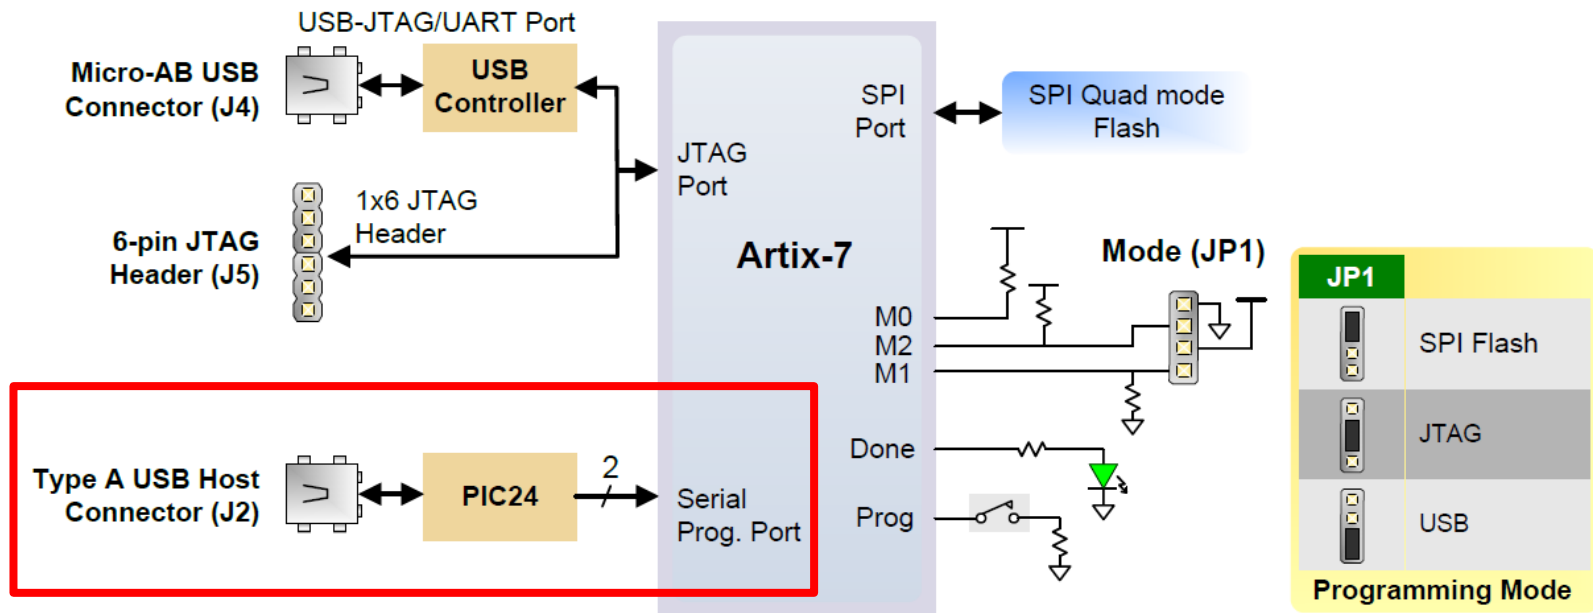 USB-JTAG/UART Port
Micro-AB USB
Connector (J4)
USB
Controller
SPI
Port
SPI Quad mode
Flash
JTAG
Port
1x6 JTAG
Header
6-pin JTAG
Header (J5)
Artix-7
Mode (JP1)
M0
M2
M1
JP1
SPI Flash
JTAG
USB
Programming Mode
Done
Prog
Type A USB Host
Connector (J2)
PIC24
2
Serial
Prog. Port